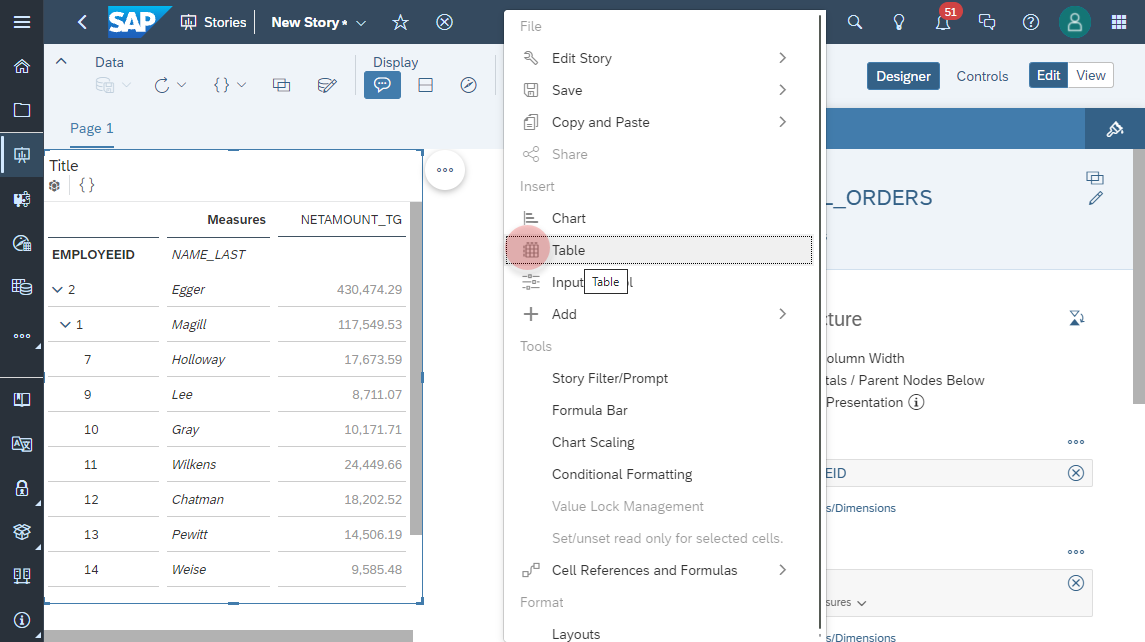 SAP
Stories
New Story*
51
Data
Display
Designer
Controls
Edit
View
Page 1
Title
Measures
NETAMOUNT_TG
EMPLOYEEID
NAME_LAST
2
Egger
430,474.29
1
Magill
117,549.53
7
Holloway
17,673.59
9
Lee
8,711.07
10
Gray
10,171.71
11
Wilkens
24,449.66
12
Chatman
18,202.52
13
Pewitt
14,506.19
14
Weise
9,585.48
File
Edit Story
Save
Copy and Paste
Share
Insert
Chart
Table
Input
Table
Add
Tools
Story Filter/Prompt
Formula Bar
Chart Scaling
Conditional Formatting
Value Lock Management
Set/unset read only for selected cells.
Cell References and Formulas
Format
Layouts
L_ORDERS
cture
olumn Width
tals / Parent Nodes Below
Presentation
EID
s/Dimensions
sures
s/Dimensions